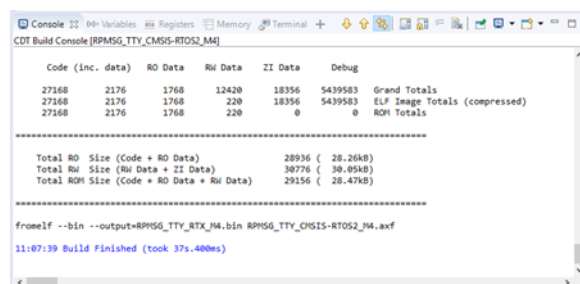 Console Variables Registers Memory Terminal
CDT Build Console [RPMSG_TTY_CMSIS-RTOS2_M4]
Code (inc. data) RO Data RW Data ZI Data Debug
27168 2176 1768 12420 18356 5439583 Grand Totals
27168 2176 1768 220 18356 5439583 ELF Image Totals (compressed)
27168 2176 1768 220 0 0 ROM Totals
==============================================================================
Total RO Size (Code + RO Data) 28936 ( 28.26kB)
Total RW Size (RW Data + ZI Data) 30776 ( 30.05kB)
Total ROM Size (Code + RO Data + RW Data) 29156 ( 28.47kB)
==============================================================================
fromelf --bin --output=RPMSG_TTY_RTX_M4.bin RPMSG_TTY_CMSIS-RTOS2_M4.axf
11:07:39 Build Finished (took 37s.400ms)